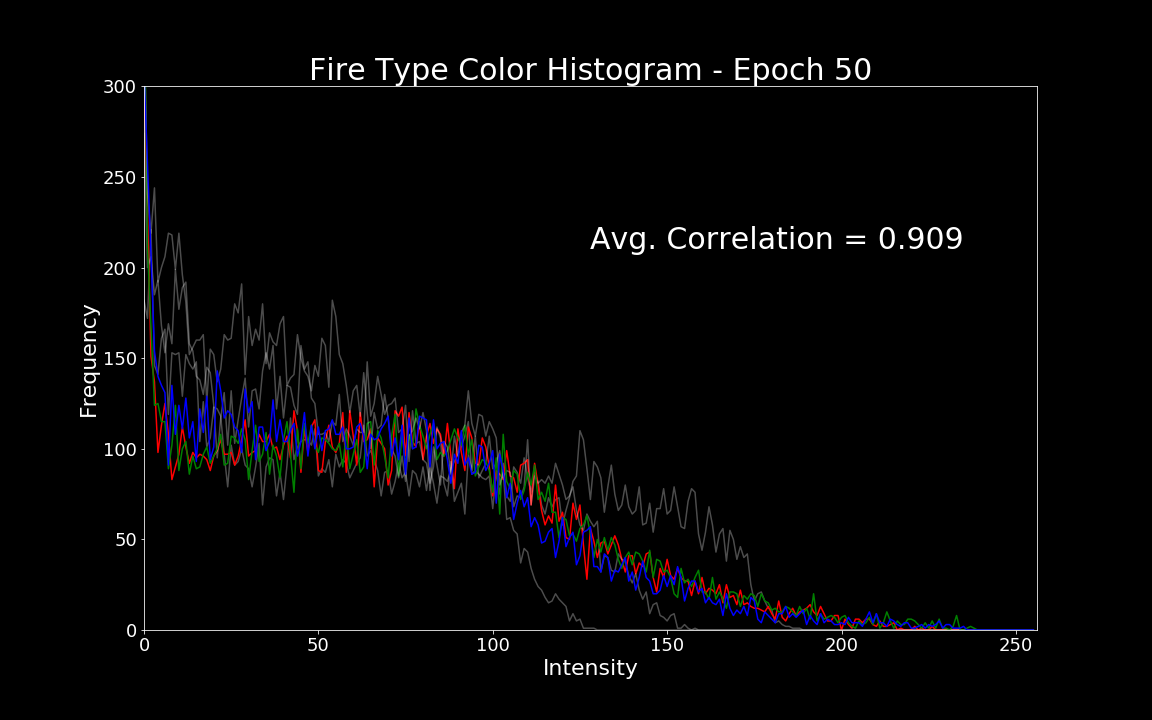 Fire Type Color Histogram - Epoch 50
300
250
200
150
100
50
0
Frequency
Avg. Correlation = 0.909
0 50 100 150 200 250
Intensity